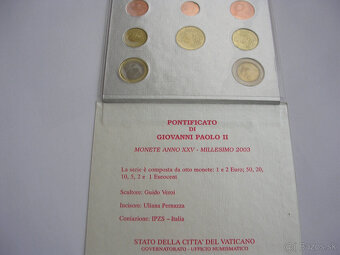 PONTIFICATO
DI
GIOVANNI PAOLO II
MONETE ANNO XXV - MILLESIMO 2003
La serie è composta da otto monete: 1 e 2 Euro; 50, 20,
10, 5, 2 e 1 Eurocent
Scultore: Guido Veroi
Incisore: Uliana Pernazza
Coniazione: IPZS - Italia
STATO DELLA CITTA' DEL VATICANO
GOVERNATORATO - UFFICIO NUMISMATICO